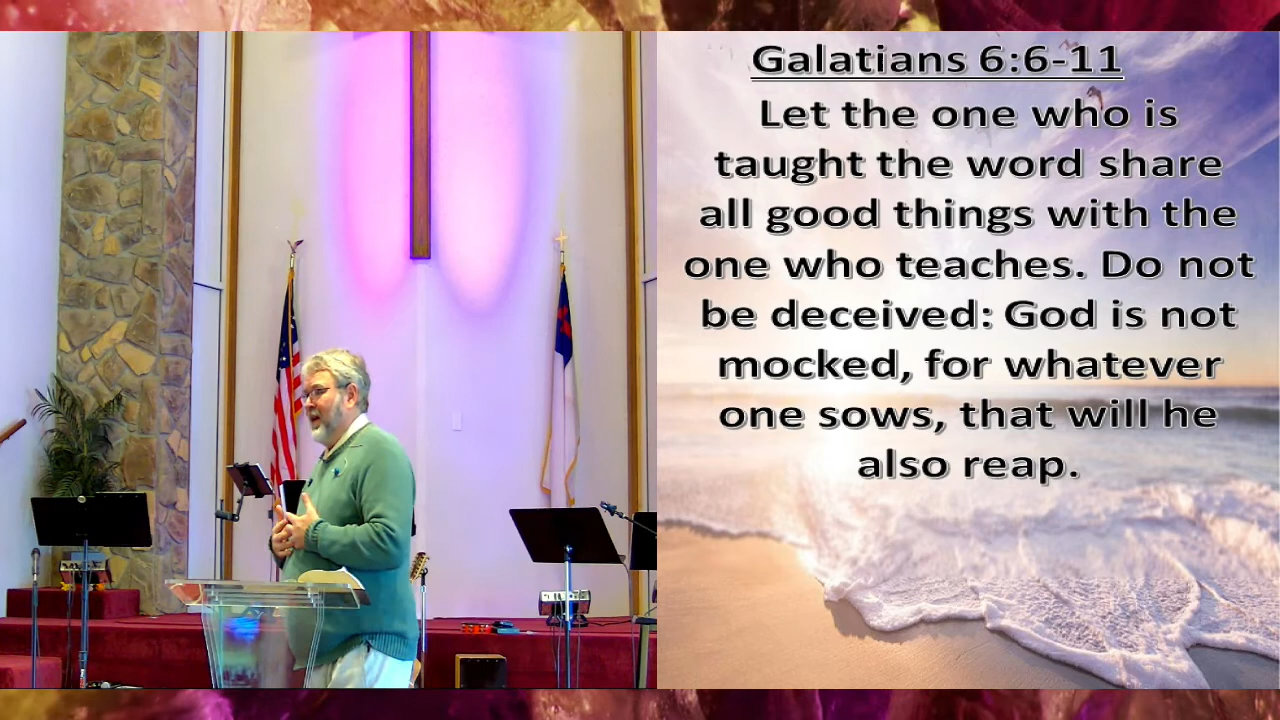 Galatians 6:6-11
Let the one who is
taught the word share
all good things with the
one who teaches. Do not
be deceived: God is not
mocked, for whatever
one sows, that will he
also reap.